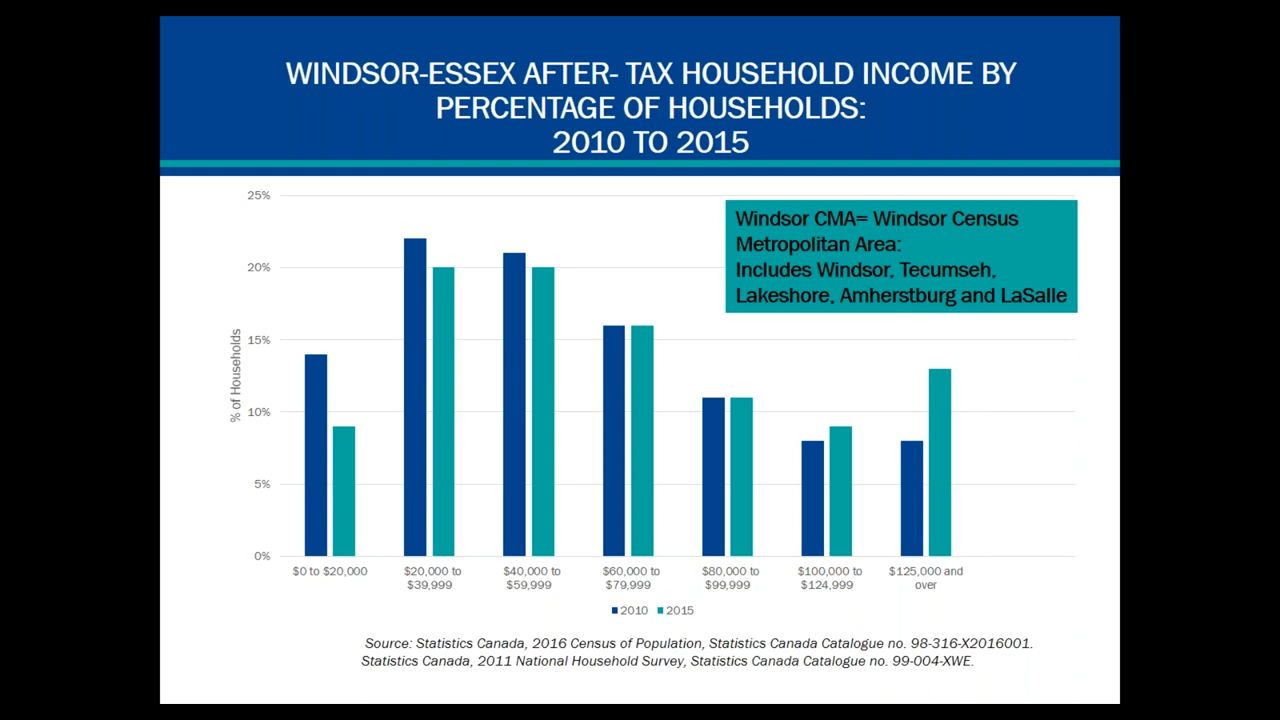 WINDSOR-ESSEX AFTER- TAX HOUSEHOLD INCOME BY
PERCENTAGE OF HOUSEHOLDS:
2010 TO 2015
Windsor CMA= Windsor Census
Metropolitan Area:
Includes Windsor, Tecumseh,
Lakeshore, Amherstburg and LaSalle
% of Households
25%
20%
15%
10%
5%
0%
$0 to $20,000
$20,000 to
$39,999
$40,000 to
$59,999
$60,000 to
$79,999
$80,000 to
$99,999
$100,000 to
$124,999
$125,000 and
over
2010 2015
Source: Statistics Canada, 2016 Census of Population, Statistics Canada Catalogue no. 98-316-X2016001.
Statistics Canada, 2011 National Household Survey, Statistics Canada Catalogue no. 99-004-XWE.